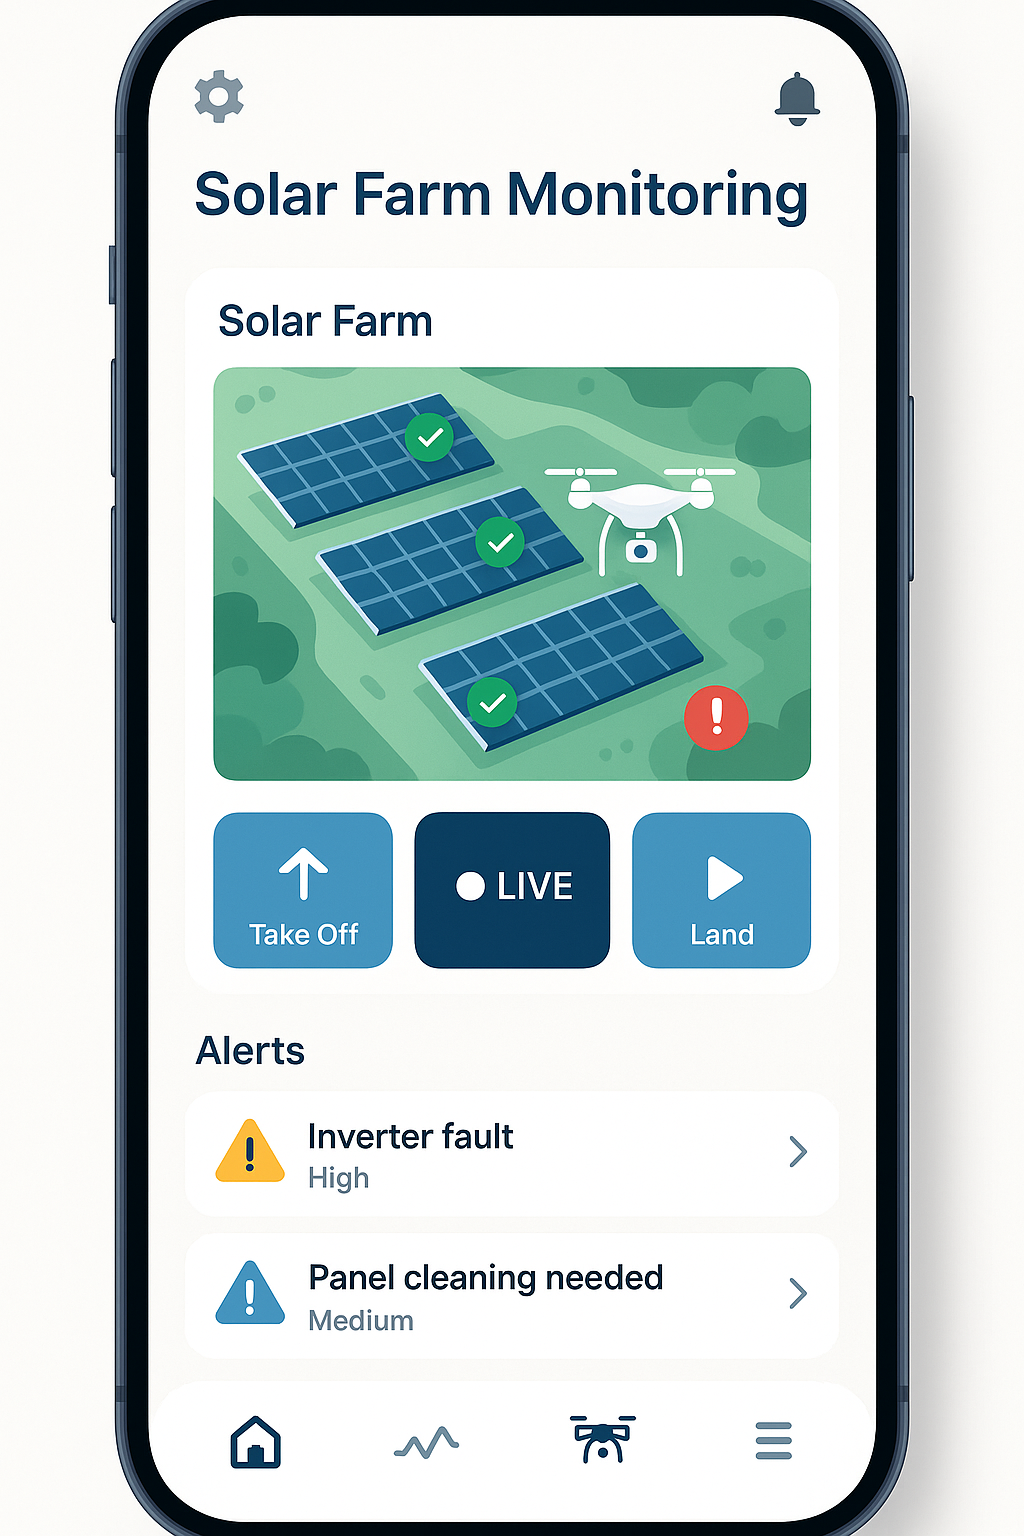 Solar Farm Monitoring
Solar Farm
Take Off
LIVE
Land
Alerts
Inverter fault
High
Panel cleaning needed
Medium